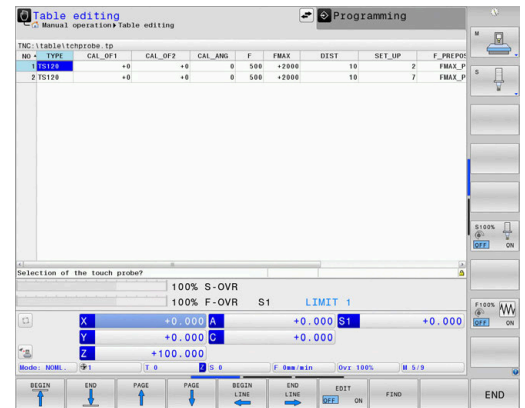 Table editing
Manual operation▸Table editing
Programming
TNC:\table\tchprobe.tp
NO TYPE CAL_OF1 CAL_OF2 CAL_ANG F FMAX DIST SET_UP F_PREPOS
1 TS120 +0 +0 0 500 +2000 10 2 FMAX_P
2 TS120 +0 +0 0 500 +2000 10 7 FMAX_P
M
S
S100%
OFF ON
Selection of the touch probe?
100% S-OVR
100% F-OVR S1 LIMIT 1
F100%
OFF ON
X +0.000 A +0.000 S1 +0.000
Y +0.000 C +0.000
Z +100.000
Mode: NOML. 1 T 0 Z S 0 F 0mm/min Ovr 100% M 5/9
BEGIN
END
PAGE
PAGE
BEGIN LINE
END LINE
EDIT
OFF ON
FIND
END